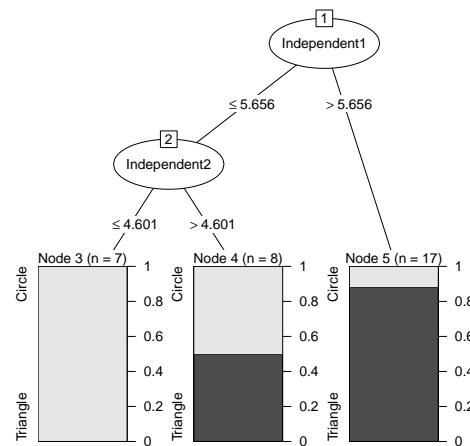 1
Independent1
≤ 5.656
> 5.656
2
Independent2
≤ 4.601
> 4.601
Node 3 (n = 7)
Triangle
Circle
0
0.2
0.4
0.6
0.8
1
Node 4 (n = 8)
Triangle
Circle
0
0.2
0.4
0.6
0.8
1
Node 5 (n = 17)
Triangle
Circle
0
0.2
0.4
0.6
0.8
1